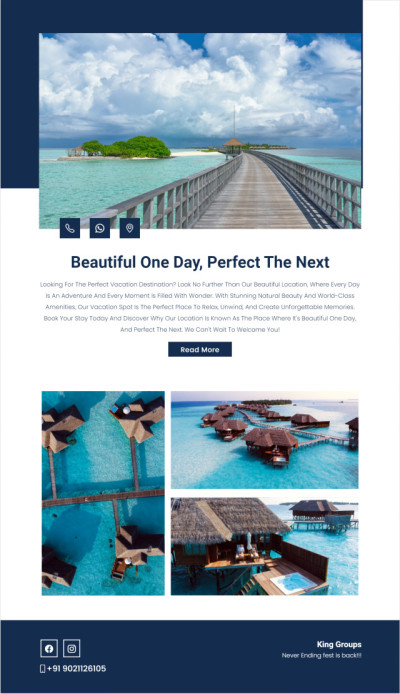 Beautiful One Day, Perfect The Next
Looking For The Perfect Vacation Destination? Look No Further Than Our Beautiful Location, Where Every Day
Is An Adventure And Every Moment Is Filled With Wonder. With Stunning Natural Beauty And World-Class
Amenities, Our Vacation Spot Is The Perfect Place To Relax, Unwind, And Create Unforgettable Memories.
Book Your Stay Today And Discover Why Our Location Is Known As The Place Where It's Beautiful One Day,
And Perfect The Next. We Can't Wait To Welcome You!
Read More
King Groups
Never Ending fest is back!!!
+91 9021126105